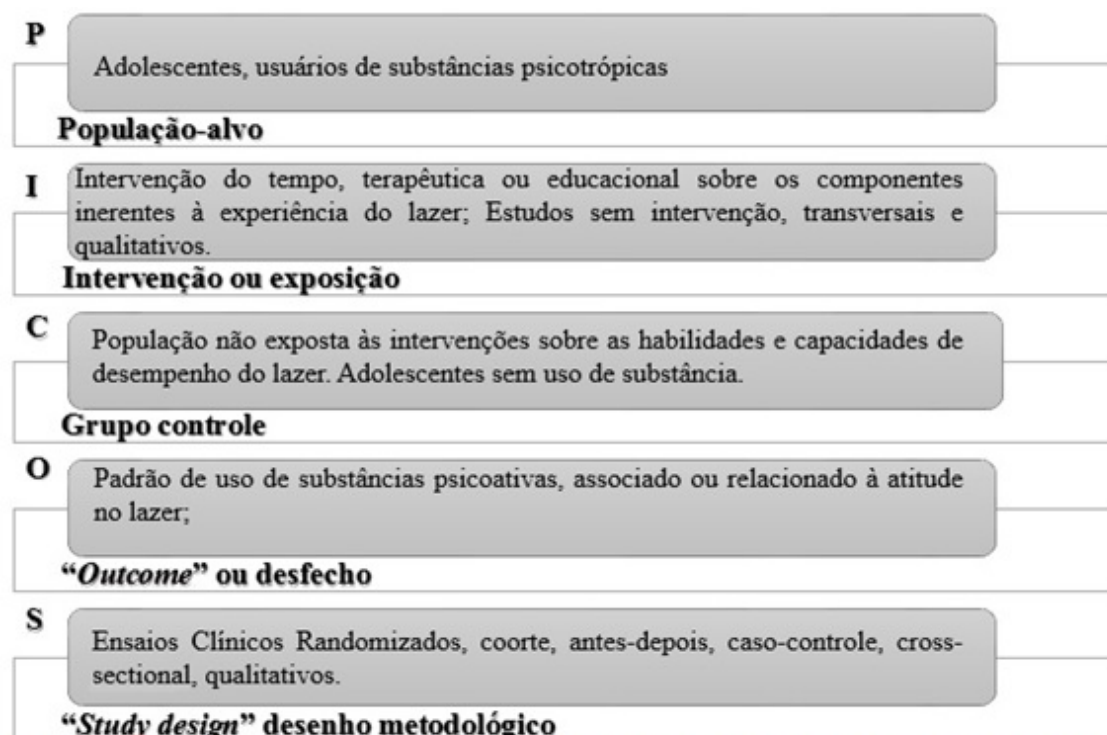 P
Adolescentes, usuários de substâncias psicotrópicas
População-alvo
I
Intervenção do tempo, terapêutica ou educacional sobre os componentes
inerentes à experiência do lazer; Estudos sem intervenção, transversais e
qualitativos.
Intervenção ou exposição
C
População não exposta às intervenções sobre as habilidades e capacidades de
desempenho do lazer. Adolescentes sem uso de substância.
Grupo controle
O
Padrão de uso de substâncias psicoativas, associado ou relacionado à atitude
no lazer;
“Outcome” ou desfecho
S
Ensaios Clínicos Randomizados, coorte, antes-depois, caso-controle, cross-
sectional, qualitativos.
“Study design” desenho metodológico